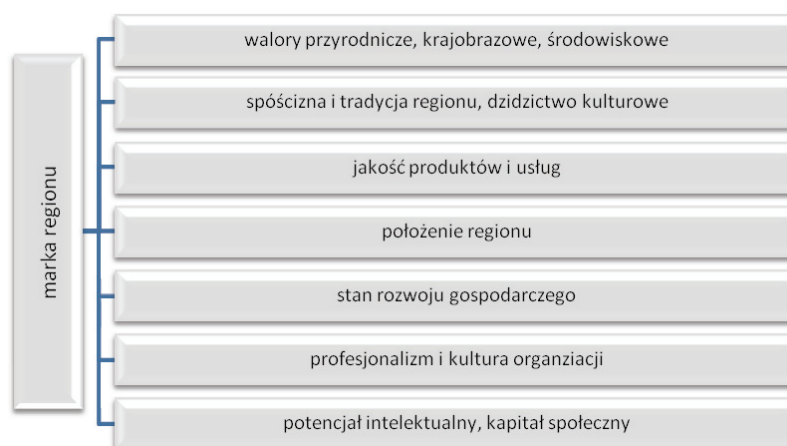 marka regionu
walory przyrodnicze, krajobrazowe, środowiskowe
spóścizna i tradycja regionu, dzidzictwo kulturowe
jakość produktów i usług
położenie regionu
stan rozwoju gospodarczego
profesjonalizm i kultura organziacji
potencjał intelektualny, kapitał społeczny